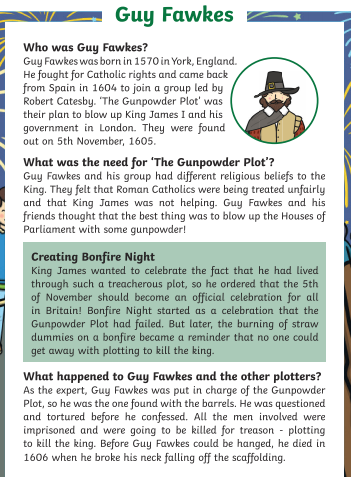 Guy Fawkes
Who was Guy Fawkes?
Guy Fawkes was born in 1570 in York, England.
He fought for Catholic rights and came back
from Spain in 1604 to join a group led by
Robert Catesby. ‘The Gunpowder Plot’ was
their plan to blow up King James I and his
government in London. They were found
out on 5th November, 1605.
What was the need for ‘The Gunpowder Plot’?
Guy Fawkes and his group had different religious beliefs to the
King. They felt that Roman Catholics were being treated unfairly
and that King James was not helping. Guy Fawkes and his
friends thought that the best thing was to blow up the Houses of
Parliament with some gunpowder!
Creating Bonfire Night
King James wanted to celebrate the fact that he had lived
through such a treacherous plot, so he ordered that the 5th
of November should become an official celebration for all
in Britain! Bonfire Night started as a celebration that the
Gunpowder Plot had failed. But later, the burning of straw
dummies on a bonfire became a reminder that no one could
get away with plotting to kill the king.
What happened to Guy Fawkes and the other plotters?
As the expert, Guy Fawkes was put in charge of the Gunpowder
Plot, so he was the one found with the barrels. He was questioned
and tortured before he confessed. All the men involved were
imprisoned and were going to be killed for treason - plotting
to kill the king. Before Guy Fawkes could be hanged, he died in
1606 when he broke his neck falling off the scaffolding.